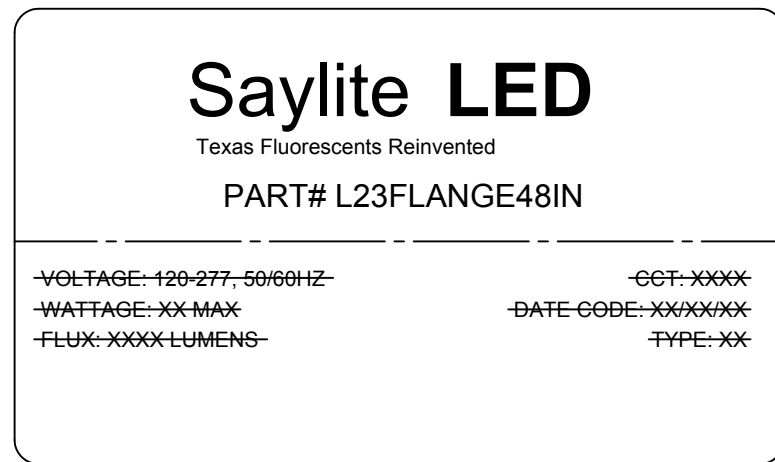 Saylite LED
Texas Fluorescents Reinvented
PART# L23FLANGE48IN
VOLTAGE: 120-277, 50/60HZ
CCT: XXXX
WATTAGE: XX MAX
DATE CODE: XX/XX/XX
FLUX: XXXX LUMENS
TYPE: XX